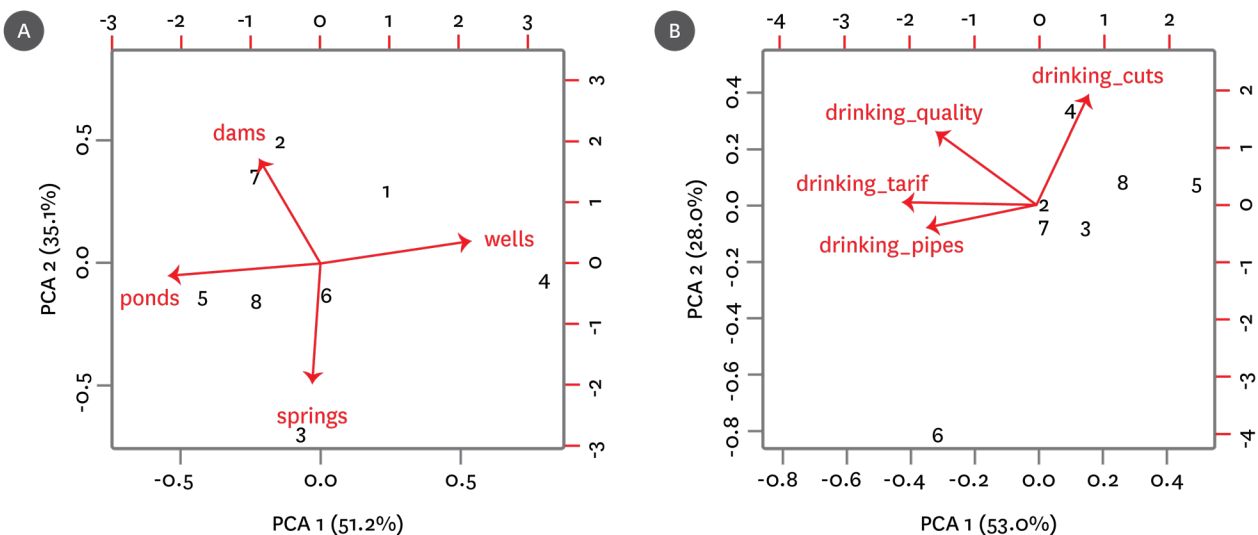 A
-3 -2 -1 0 1 2 3
dams
2
7
1
wells
ponds
5
8
6
4
springs
3
0.5
0.0
-0.5
PCA 2 (35.1%)
3
2
1
0
-1
-2
-3
-0.5 0.0 0.5
PCA 1 (51.2%)
B
-4 -3 -2 -1 0 1 2
drinking_cuts
drinking_quality
4
drinking_tarif
8
5
2
drinking_pipes
7
3
6
0.4
0.2
0.0
-0.2
-0.4
-0.6
-0.8
PCA 2 (28.0%)
2
1
0
-1
-2
-3
-4
-0.8 -0.6 -0.4 -0.2 0.0 0.2 0.4
PCA 1 (53.0%)